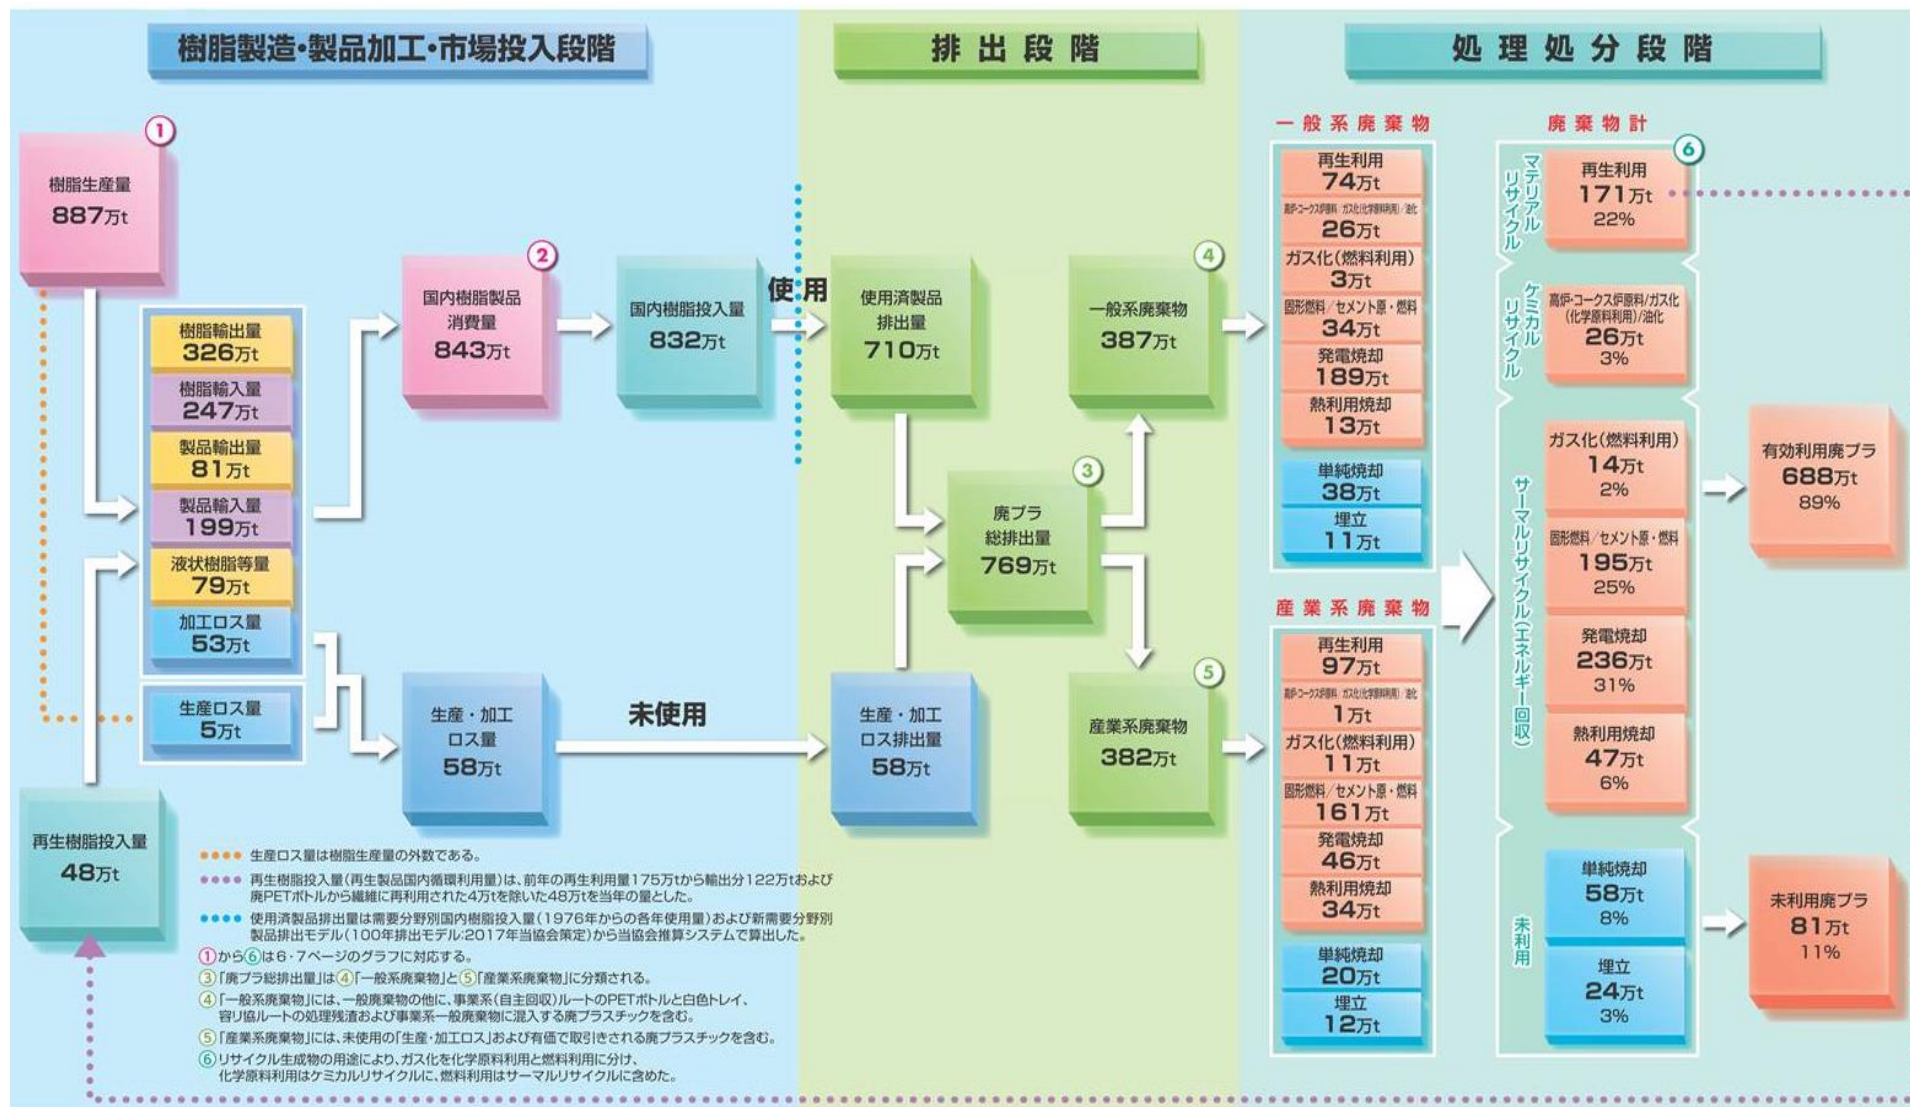 樹脂製造・製品加工・市場投入段階
排出段階
処理処分段階
①
樹脂生産量
887万t
樹脂輸出量
326万t
樹脂輸入量
247万t
製品輸出量
81万t
製品輸入量
199万t
液状樹脂等量
79万t
加工ロス量
53万t
生産ロス量
5万t
再生樹脂投入量
48万t
②
国内樹脂製品
消費量
843万t
国内樹脂投入量
832万t
使用
生産・加工
ロス量
58万t
未使用
使用済製品
排出量
710万t
生産・加工
ロス排出量
58万t
③
廃プラ
総排出量
769万t
④
一般系廃棄物
387万t
⑤
産業系廃棄物
382万t
一般系廃棄物
再生利用
74万t
高炉・コークス炉原料/ガス化(化学原料利用)/油化
26万t
ガス化(燃料利用)
3万t
固形燃料/セメント原・燃料
34万t
発電焼却
189万t
熱利用焼却
13万t
単純焼却
38万t
埋立
11万t
産業系廃棄物
再生利用
97万t
高炉・コークス炉原料/ガス化(化学原料利用)/油化
1万t
ガス化(燃料利用)
11万t
固形燃料/セメント原・燃料
161万t
発電焼却
46万t
熱利用焼却
34万t
単純焼却
20万t
埋立
12万t
廃棄物計
⑥
マテリアル
リサイクル
再生利用
171万t
22%
ケミカル
リサイクル
高炉・コークス炉原料/ガス化
(化学原料利用)/油化
26万t
3%
サーマルリサイクル(エネルギー回収)
ガス化(燃料利用)
14万t
2%
固形燃料/セメント原・燃料
195万t
25%
発電焼却
236万t
31%
熱利用焼却
47万t
6%
未利用
単純焼却
58万t
8%
埋立
24万t
3%
有効利用廃プラ
688万t
89%
未利用廃プラ
81万t
11%
生産ロス量は樹脂生産量の外数である。
再生樹脂投入量(再生製品国内循環利用量)は、前年の再生利用量175万tから輸出分122万tおよび
廃PETボトルから繊維に再利用された4万tを除いた48万tを当年の量とした。
使用済製品排出量は需要分野別国内樹脂投入量(1976年からの各年使用量)および新需要分野別
製品排出モデル(100年排出モデル:2017年当協会策定)から当協会推算システムで算出した。
①から⑥は6・7ページのグラフに対応する。
③「廃プラ総排出量」は④「一般系廃棄物」と⑤「産業系廃棄物」に分類される。
④「一般系廃棄物」には、一般廃棄物の他に、事業系(自主回収)ルートのPETボトルと白色トレイ、
容リ協ルートの処理残渣および事業系一般廃棄物に混入する廃プラスチックを含む。
⑤「産業系廃棄物」には、未使用の「生産・加工ロス」および有価で取引きされる廃プラスチックを含む。
⑥リサイクル生成物の用途により、ガス化を化学原料利用と燃料利用に分け、
化学原料利用はケミカルリサイクルに、燃料利用はサーマルリサイクルに含めた。